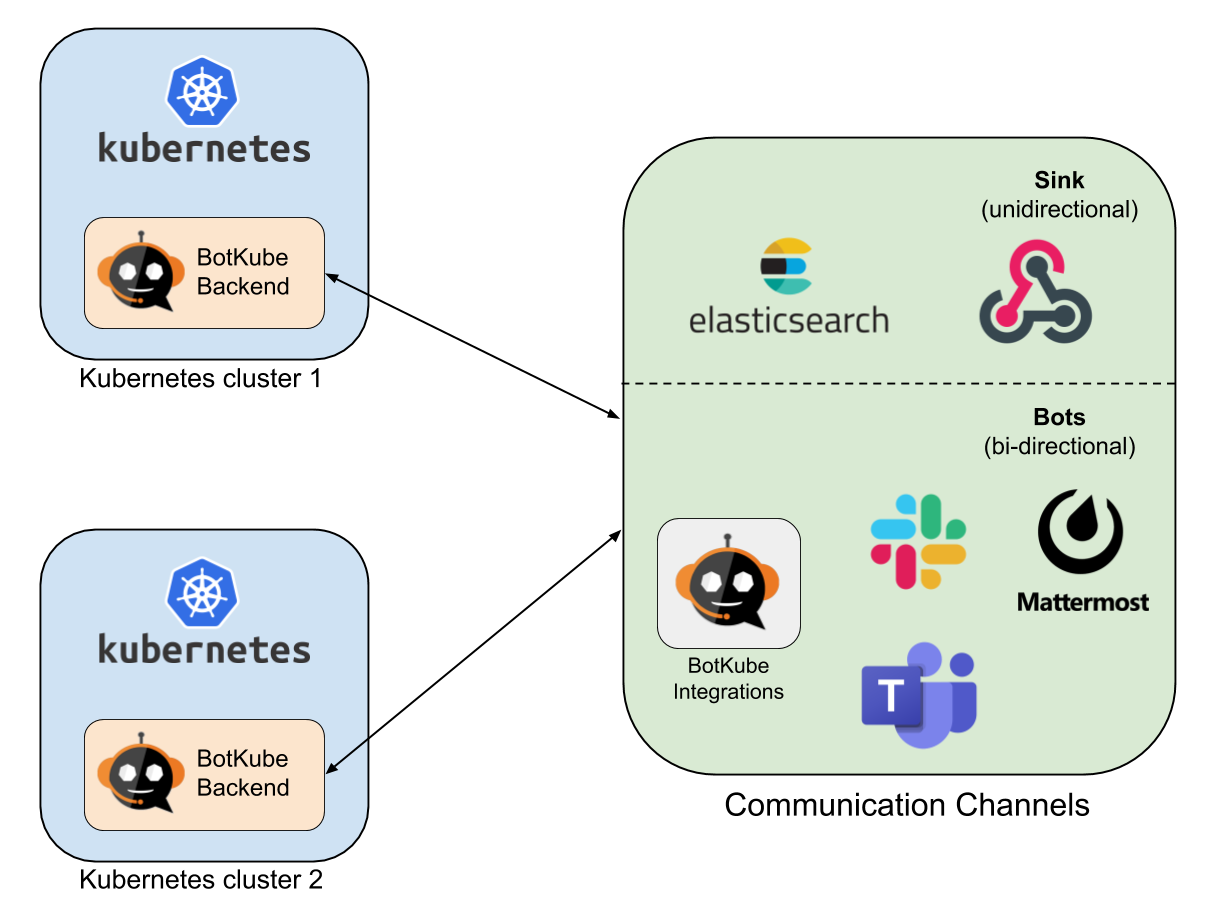 kubernetes
BotKube
Backend
Kubernetes cluster 1
Sink
(unidirectional)
elasticsearch
Bots
(bi-directional)
Mattermost
BotKube
Integrations
T
Communication Channels
kubernetes
BotKube
Backend
Kubernetes cluster 2